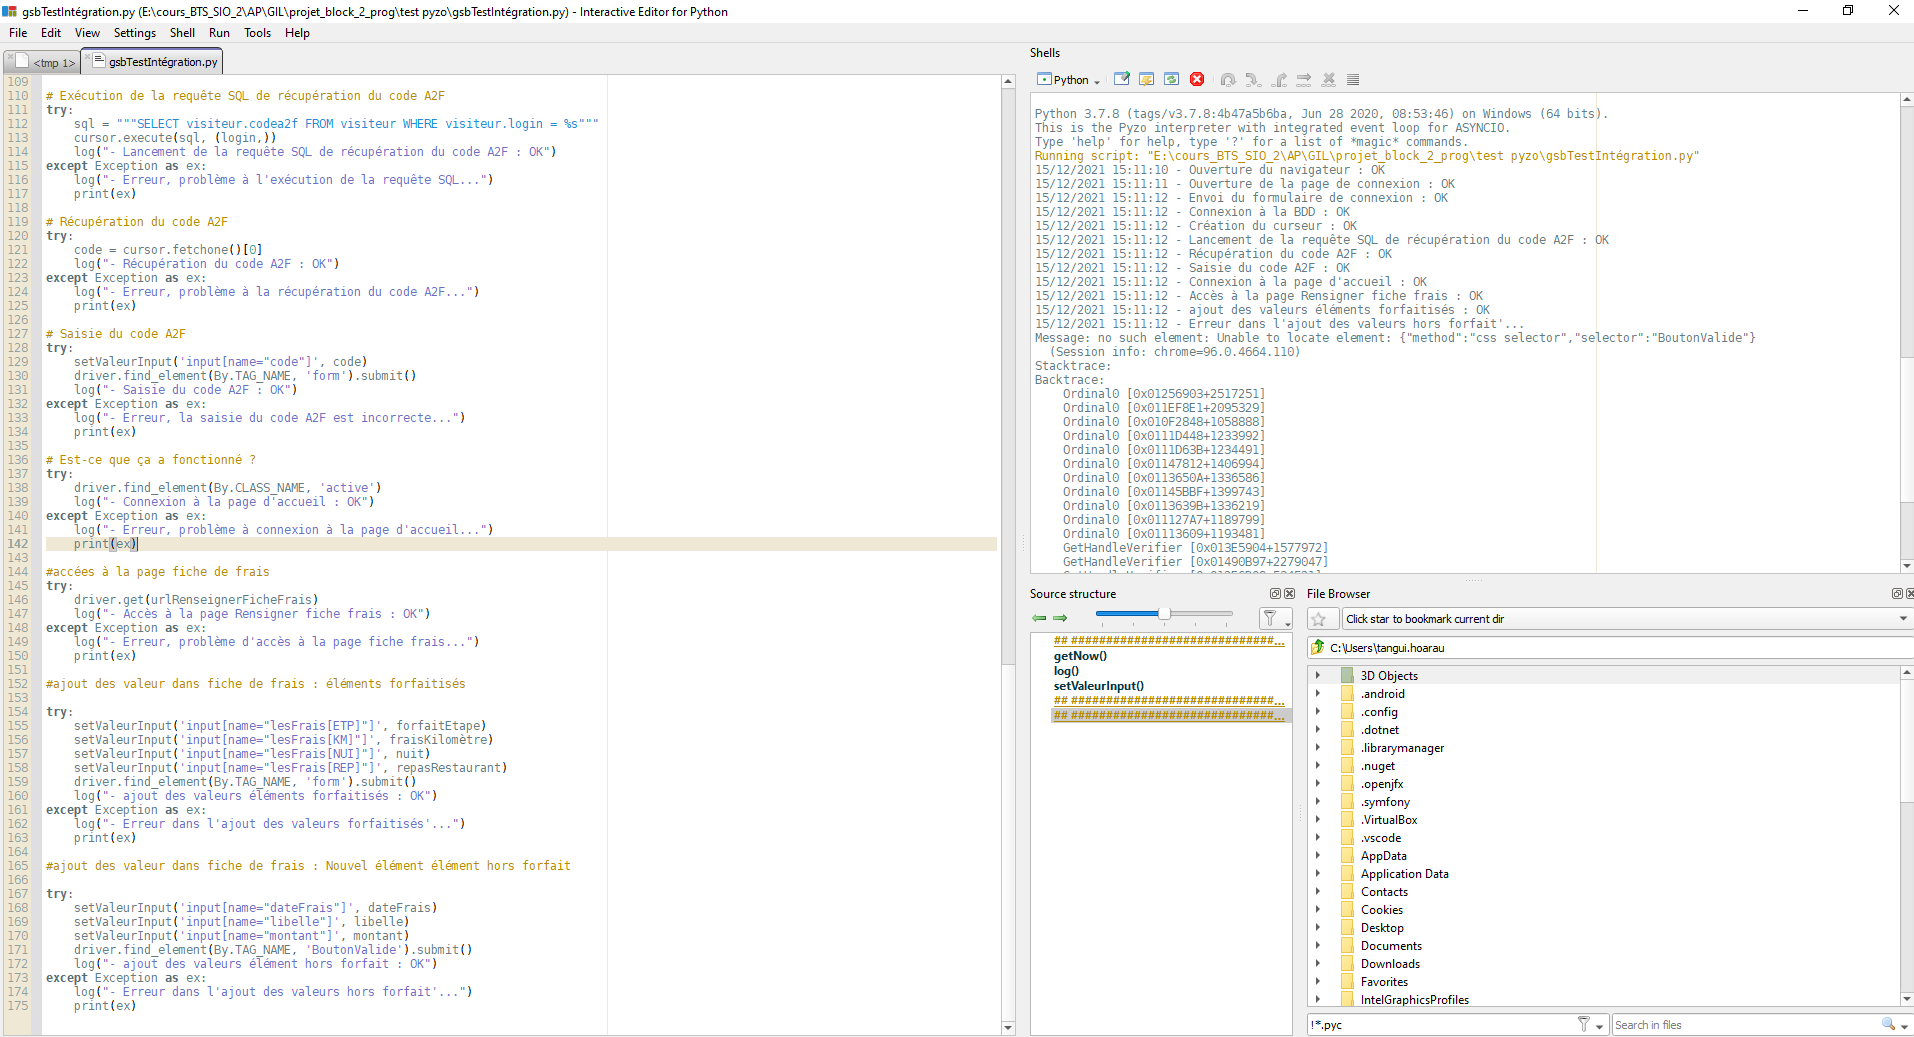 gsbTestIntégration.py (E:\cours_BTS_SIO_2\AP\GIL\projet_block_2_prog\test pyzo\gsbTestIntégration.py) - Interactive Editor for Python
File Edit View Settings Shell Run Tools Help
<tmp 1> gsbTestIntégration.py
109
110 # Exécution de la requête SQL de récupération du code A2F
111 try:
112 sql = """SELECT visiteur.codea2f FROM visiteur WHERE visiteur.login = %s"""
113 cursor.execute(sql, (login,))
114 log("- Lancement de la requête SQL de récupération du code A2F : OK")
115 except Exception as ex:
116 log("- Erreur, problème à l'exécution de la requête SQL...")
117 print(ex)
118
119 # Récupération du code A2F
120 try:
121 code = cursor.fetchone()[0]
122 log("- Récupération du code A2F : OK")
123 except Exception as ex:
124 log("- Erreur, problème à la récupération du code A2F...")
125 print(ex)
126
127 # Saisie du code A2F
128 try:
129 setValeurInput('input[name="code"]', code)
130 driver.find_element(By.TAG_NAME, 'form').submit()
131 log("- Saisie du code A2F : OK")
132 except Exception as ex:
133 log("- Erreur, la saisie du code A2F est incorrecte...")
134 print(ex)
135
136 # Est-ce que ça a fonctionné ?
137 try:
138 driver.find_element(By.CLASS_NAME, 'active')
139 log("- Connexion à la page d'accueil : OK")
140 except Exception as ex:
141 log("- Erreur, problème à connexion à la page d'accueil...")
142 print(ex)
143
144 #accées à la page fiche de frais
145 try:
146 driver.get(urlRenseignerFicheFrais)
147 log("- Accès à la page Rensigner fiche frais : OK")
148 except Exception as ex:
149 log("- Erreur, problème d'accès à la page fiche frais...")
150 print(ex)
151
152 #ajout des valeur dans fiche de frais : éléments forfaitisés
153
154 try:
155 setValeurInput('input[name="lesFrais[ETP]"]', forfaitEtape)
156 setValeurInput('input[name="lesFrais[KM]"]', fraisKilomètre)
157 setValeurInput('input[name="lesFrais[NUI]"]', nuit)
158 setValeurInput('input[name="lesFrais[REP]"]', repasRestaurant)
159 driver.find_element(By.TAG_NAME, 'form').submit()
160 log("- ajout des valeurs éléments forfaitisés : OK")
161 except Exception as ex:
162 log("- Erreur dans l'ajout des valeurs forfaitisés'...")
163 print(ex)
164
165 #ajout des valeur dans fiche de frais : Nouvel élément élément hors forfait
166
167 try:
168 setValeurInput('input[name="dateFrais"]', dateFrais)
169 setValeurInput('input[name="libelle"]', libelle)
170 setValeurInput('input[name="montant"]', montant)
171 driver.find_element(By.TAG_NAME, 'BoutonValide').submit()
172 log("- ajout des valeurs élément hors forfait : OK")
173 except Exception as ex:
174 log("- Erreur dans l'ajout des valeurs hors forfait'...")
175 print(ex)
Shells
Python
Python 3.7.8 (tags/v3.7.8:4b47a5b6ba, Jun 28 2020, 08:53:46) on Windows (64 bits).
This is the Pyzo interpreter with integrated event loop for ASYNCIO.
Type 'help' for help, type '?' for a list of *magic* commands.
Running script: "E:\cours_BTS_SIO_2\AP\GIL\projet_block_2_prog\test pyzo\gsbTestIntégration.py"
15/12/2021 15:11:10 - Ouverture du navigateur : OK
15/12/2021 15:11:11 - Ouverture de la page de connexion : OK
15/12/2021 15:11:12 - Envoi du formulaire de connexion : OK
15/12/2021 15:11:12 - Connexion à la BDD : OK
15/12/2021 15:11:12 - Création du curseur : OK
15/12/2021 15:11:12 - Lancement de la requête SQL de récupération du code A2F : OK
15/12/2021 15:11:12 - Récupération du code A2F : OK
15/12/2021 15:11:12 - Saisie du code A2F : OK
15/12/2021 15:11:12 - Connexion à la page d'accueil : OK
15/12/2021 15:11:12 - Accès à la page Rensigner fiche frais : OK
15/12/2021 15:11:12 - ajout des valeurs éléments forfaitisés : OK
15/12/2021 15:11:12 - Erreur dans l'ajout des valeurs hors forfait'...
Message: no such element: Unable to locate element: {"method":"css selector","selector":"BoutonValide"}
(Session info: chrome=96.0.4664.110)
Stacktrace:
Backtrace:
Ordinal0 [0x01256903+2517251]
Ordinal0 [0x011EF8E1+2095329]
Ordinal0 [0x010F2848+1058888]
Ordinal0 [0x0111D448+1233992]
Ordinal0 [0x0111D63B+1234491]
Ordinal0 [0x01147812+1406994]
Ordinal0 [0x0113650A+1336586]
Ordinal0 [0x01145BBF+1399743]
Ordinal0 [0x0113639B+1336219]
Ordinal0 [0x011127A7+1189799]
Ordinal0 [0x01113609+1193481]
GetHandleVerifier [0x013E5904+1577972]
GetHandleVerifier [0x01490B97+2279047]
Source structure
## #############################...
getNow()
log()
setValeurInput()
## #############################...
## #############################...
File Browser
Click star to bookmark current dir
C:\Users\tangui.hoarau
3D Objects
.android
.config
.dotnet
.librarymanager
.nuget
.openjfx
.symfony
.VirtualBox
.vscode
AppData
Application Data
Contacts
Cookies
Desktop
Documents
Downloads
Favorites
IntelGraphicsProfiles
!*.pyc
Search in files